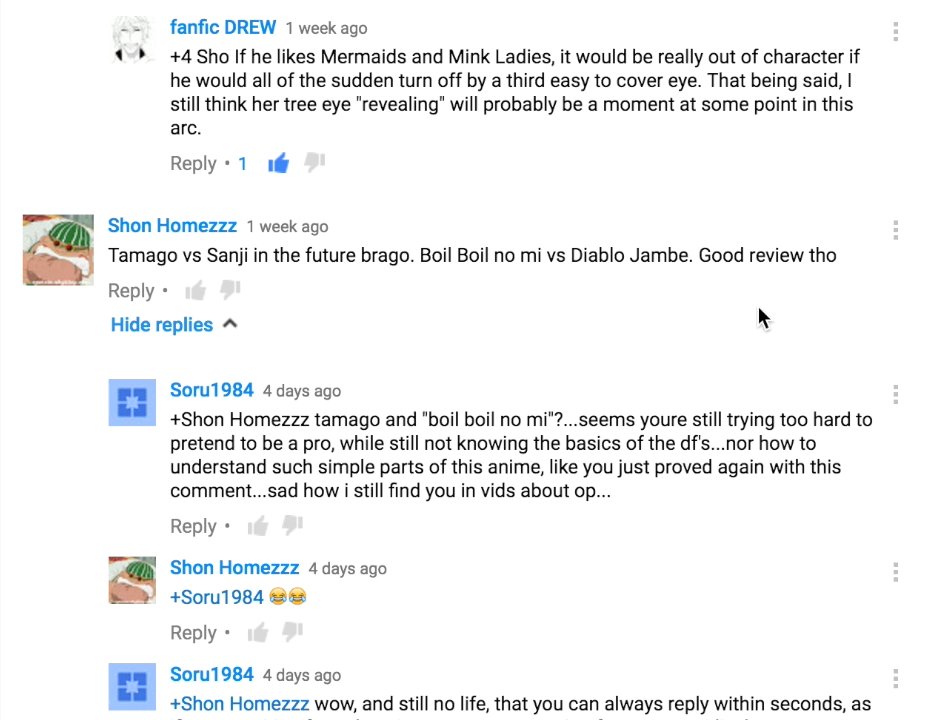 fanfic DREW 1 week ago
+4 Sho If he likes Mermaids and Mink Ladies, it would be really out of character if
he would all of the sudden turn off by a third easy to cover eye. That being said, I
still think her tree eye "revealing" will probably be a moment at some point in this
arc.
Reply • 1
Shon Homezzz 1 week ago
Tamago vs Sanji in the future brago. Boil Boil no mi vs Diablo Jambe. Good review tho
Reply •
Hide replies
Soru1984 4 days ago
+Shon Homezzz tamago and "boil boil no mi"?...seems youre still trying too hard to
pretend to be a pro, while still not knowing the basics of the df's...nor how to
understand such simple parts of this anime, like you just proved again with this
comment...sad how i still find you in vids about op...
Reply •
Shon Homezzz 4 days ago
+Soru1984 😂😂
Reply •
Soru1984 4 days ago
+Shon Homezzz wow, and still no life, that you can always reply within seconds, as